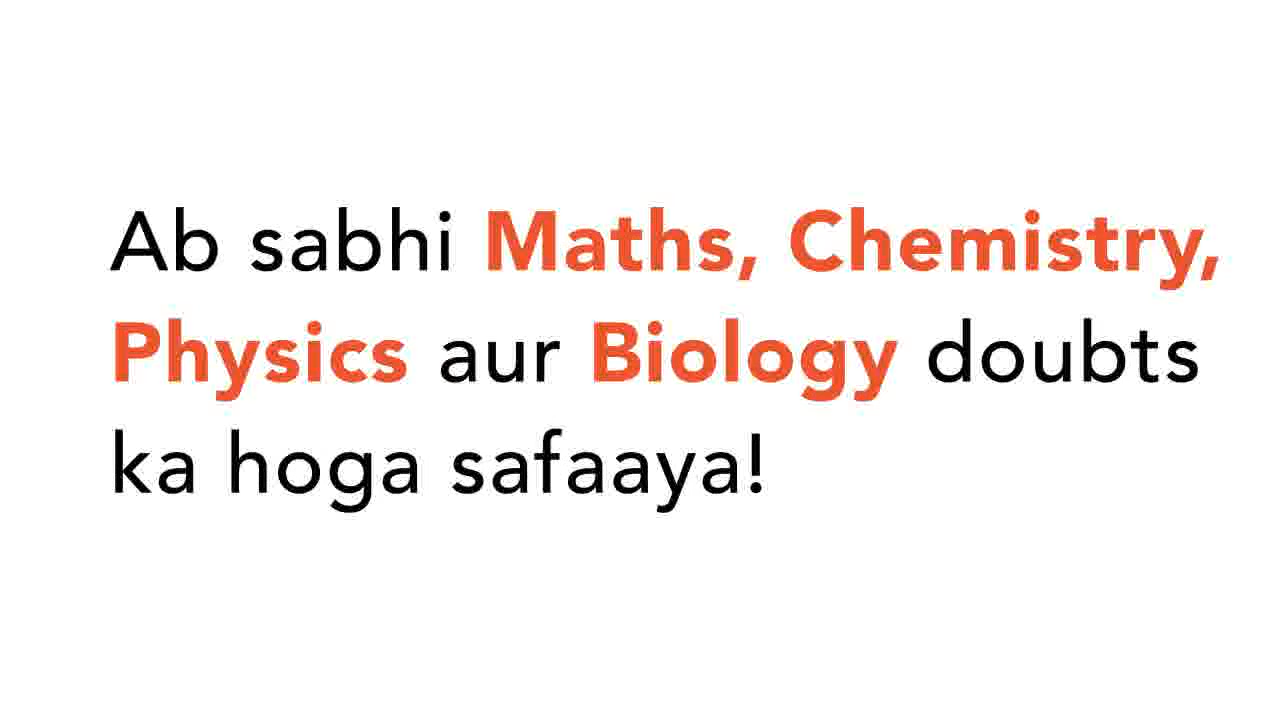 Ab sabhi Maths, Chemistry,
Physics aur Biology doubts
ka hoga safaaya!